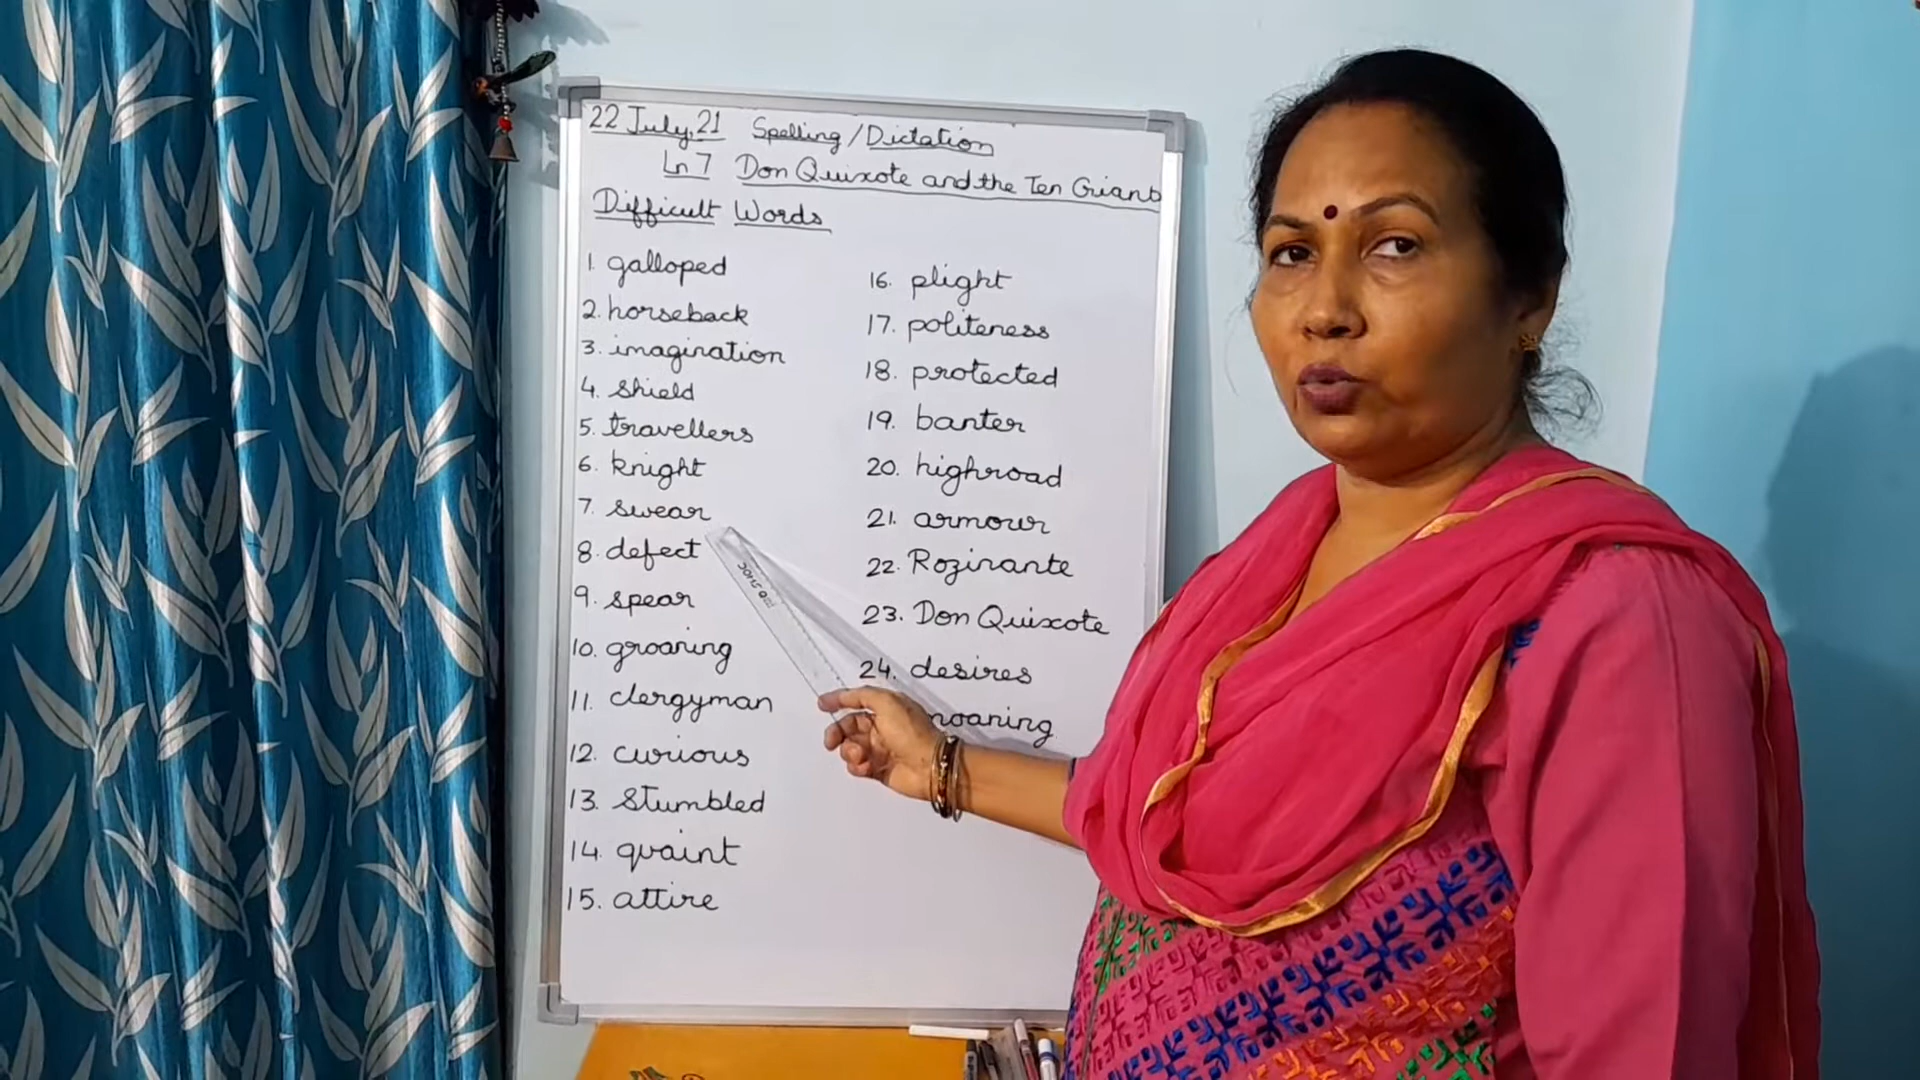 22 July, 21 Spelling / Dictation
Ln 7 Don Quixote and the Ten Giants
Difficult Words
1. galloped
2. horseback
3. imagination
4. shield
5. travellers
6. knight
7. swear
8. defect
9. spear
10. groaning
11. clergyman
12. curious
13. stumbled
14. quaint
15. attire
16. plight
17. politeness
18. protected
19. banter
20. highroad
21. armour
22. Rozinante
23. Don Quixote
24. desires
moaning